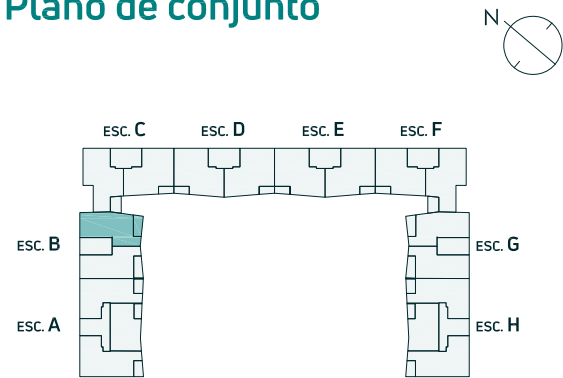 Plano de conjunto
N
ESC. C
ESC. D
ESC. E
ESC. F
ESC. B
ESC. G
ESC. A
ESC. H